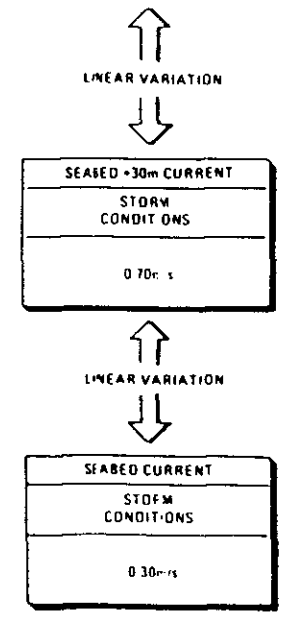 LINEAR VARIATION
SEABED +30m CURRENT
STORM
CONDITIONS
0.70m/s
LINEAR VARIATION
SEABED CURRENT
STORM
CONDITIONS
0.30m/s